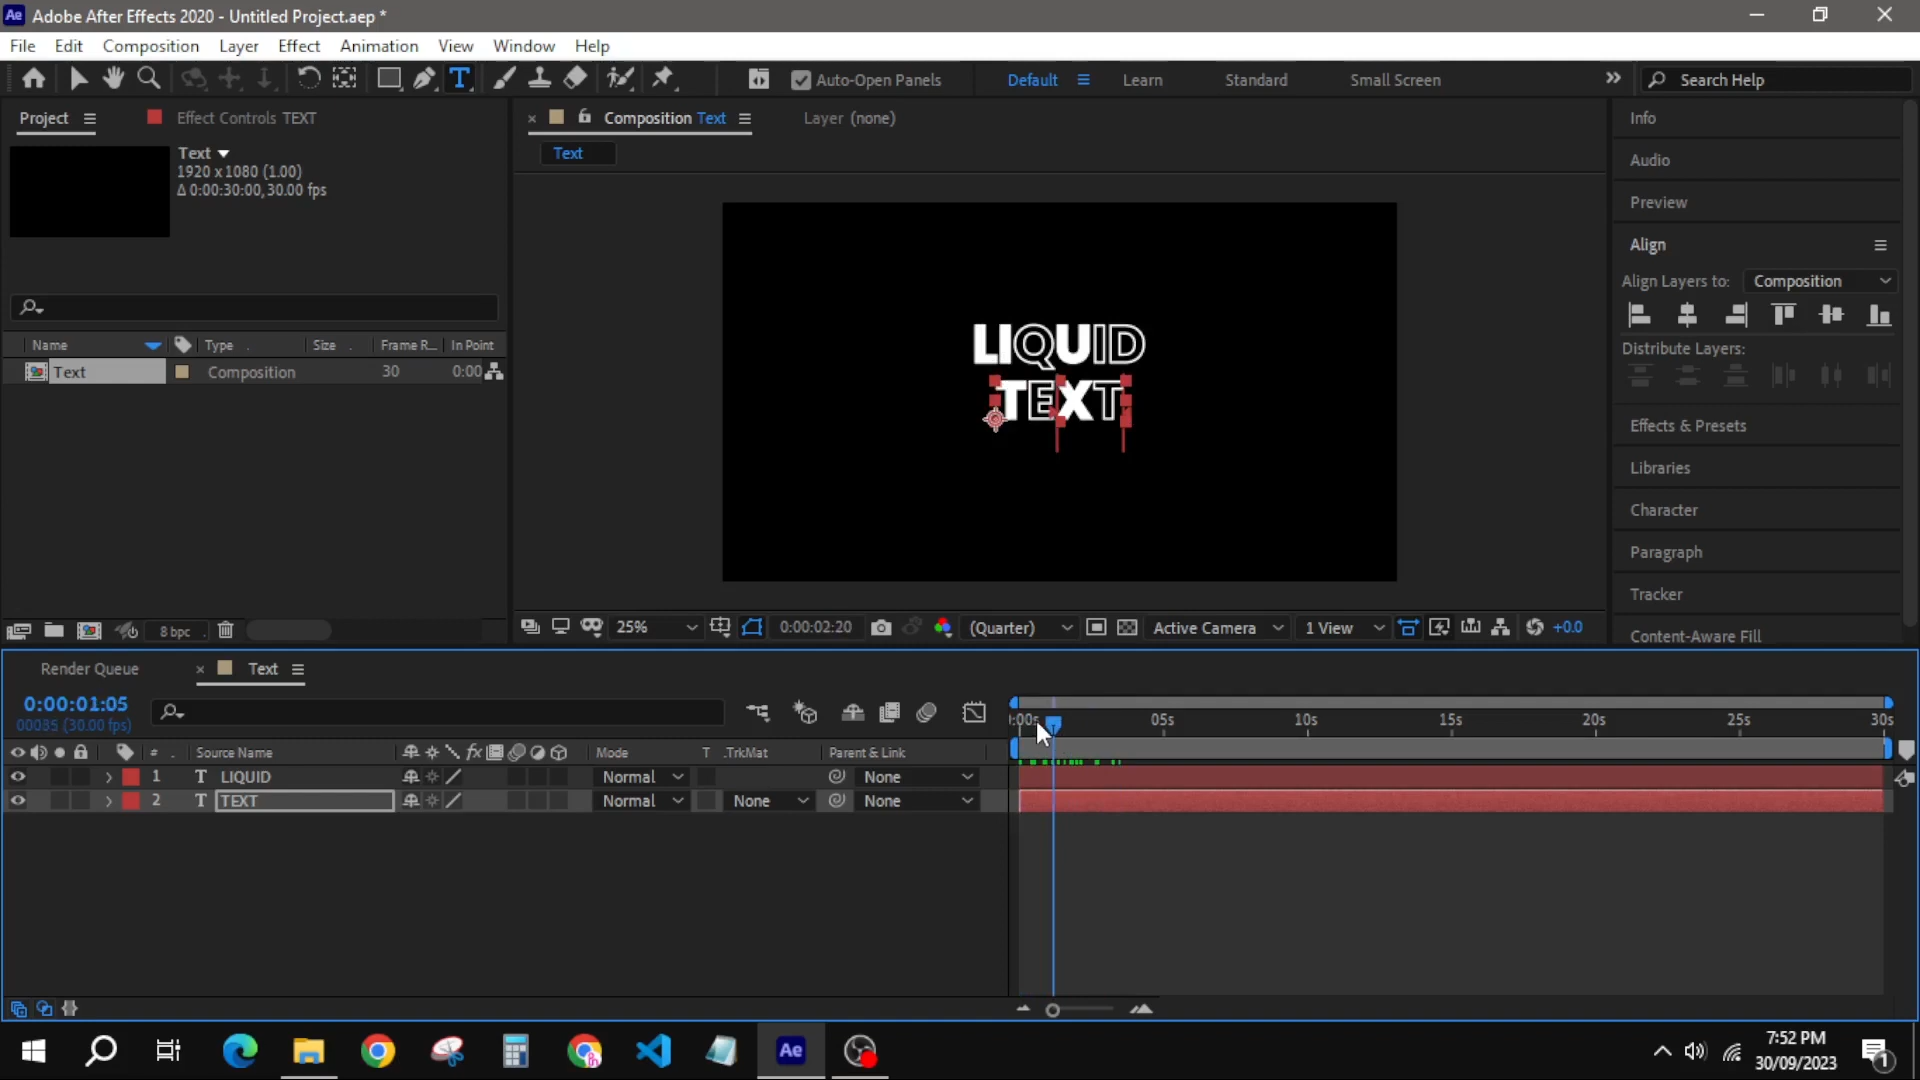 Ae Adobe After Effects 2020 - Untitled Project.aep *
File Edit Composition Layer Effect Animation View Window Help
T Auto-Open Panels Default Learn Standard Small Screen Search Help
Project Effect Controls TEXT
Text
1920 x 1080 (1.00)
Δ 0:00:30:00, 30.00 fps
Name Type Size Frame R... In Point
Text Composition 30 0:00
8 bpc
Composition Text Layer (none)
Text
LIQUID
TEXT
25% 0:00:02:20 (Quarter) Active Camera 1 View +0.0
Info
Audio
Preview
Align
Align Layers to: Composition
Distribute Layers:
Effects & Presets
Libraries
Character
Paragraph
Tracker
Content-Aware Fill
Render Queue Text
0:00:01:05
00085 (30.00 fps)
:00s 05s 10s 15s 20s 25s 30s
# Source Name fx Mode T .TrkMat Parent & Link
1 T LIQUID Normal None
2 T TEXT Normal None None
Ae
7:52 PM
30/09/2023
1